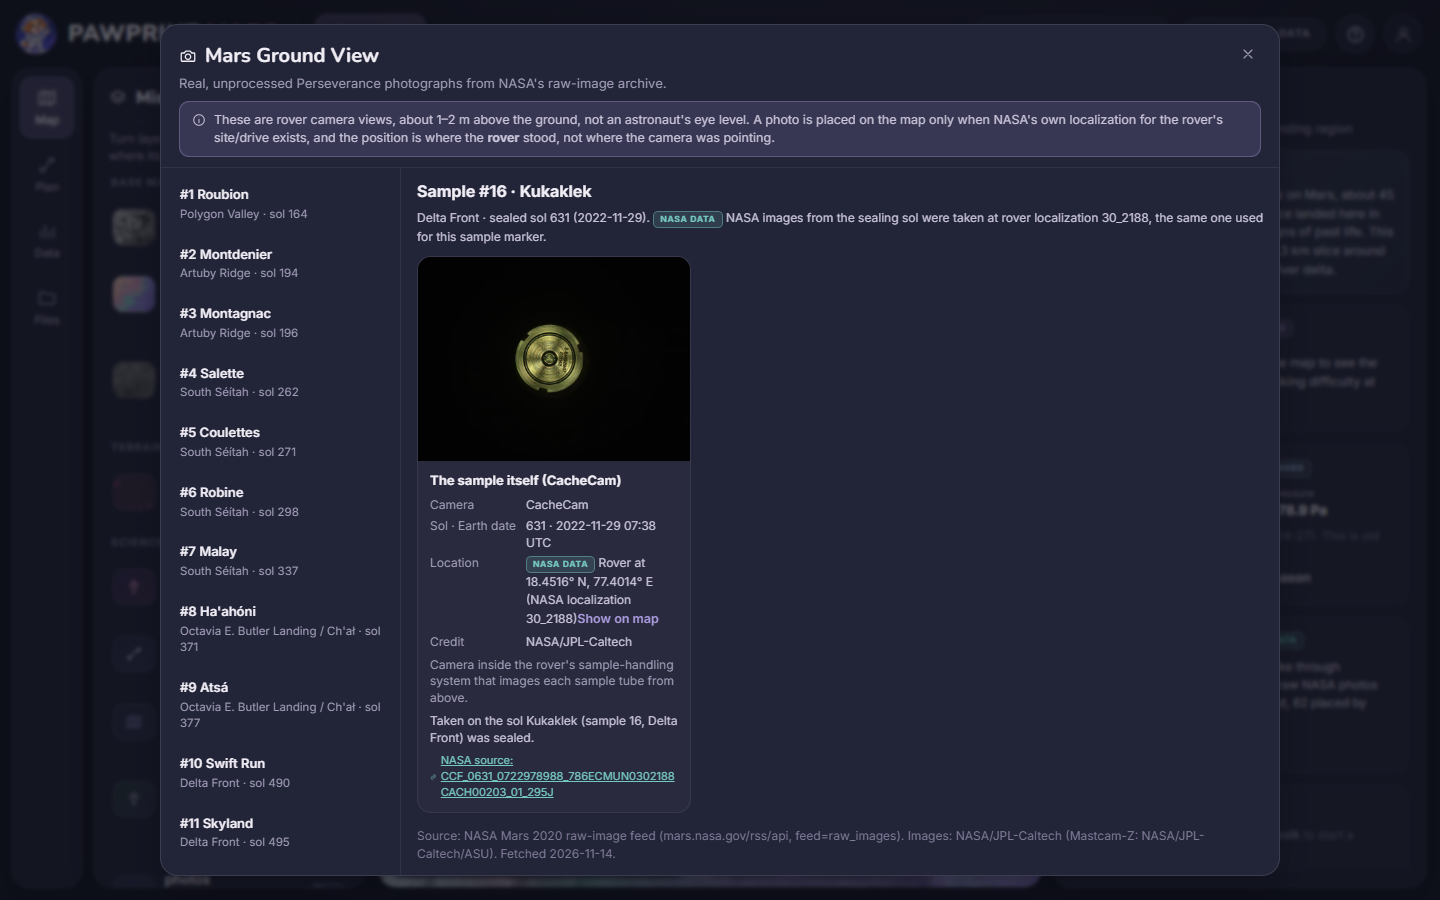 PAWPRI
DATA
Map
Plan
Data
Files
Mars Ground View
Real, unprocessed Perseverance photographs from NASA's raw-image archive.
These are rover camera views, about 1–2 m above the ground, not an astronaut's eye level. A photo is placed on the map only when NASA's own localization for the rover's
site/drive exists, and the position is where the rover stood, not where the camera was pointing.
#1 Roubion
Polygon Valley · sol 164
#2 Montdenier
Artuby Ridge · sol 194
#3 Montagnac
Artuby Ridge · sol 196
#4 Salette
South Séítah · sol 262
#5 Coulettes
South Séítah · sol 271
#6 Robine
South Séítah · sol 298
#7 Malay
South Séítah · sol 337
#8 Ha'ahóni
Octavia E. Butler Landing / Ch'ał · sol
371
#9 Atsá
Octavia E. Butler Landing / Ch'ał · sol
377
#10 Swift Run
Delta Front · sol 490
#11 Skyland
Delta Front · sol 495
Sample #16 · Kukaklek
Delta Front · sealed sol 631 (2022-11-29). NASA DATA NASA images from the sealing sol were taken at rover localization 30_2188, the same one used
for this sample marker.
The sample itself (CacheCam)
Camera CacheCam
Sol · Earth date 631 · 2022-11-29 07:38
UTC
Location NASA DATA Rover at
18.4516° N, 77.4014° E
(NASA localization
30_2188)Show on map
Credit NASA/JPL-Caltech
Camera inside the rover's sample-handling
system that images each sample tube from
above.
Taken on the sol Kukaklek (sample 16, Delta
Front) was sealed.
NASA source:
CCF_0631_0722978988_786ECMUN0302188
CACH00203_01_295J
Source: NASA Mars 2020 raw-image feed (mars.nasa.gov/rss/api, feed=raw_images). Images: NASA/JPL-Caltech (Mastcam-Z: NASA/JPL-
Caltech/ASU). Fetched 2026-11-14.
photos